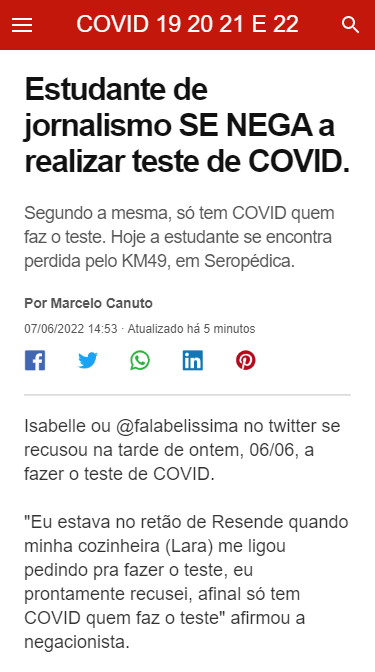 COVID 19 20 21 E 22
Estudante de
jornalismo SE NEGA a
realizar teste de COVID.
Segundo a mesma, só tem COVID quem
faz o teste. Hoje a estudante se encontra
perdida pelo KM49, em Seropédica.
Por Marcelo Canuto
07/06/2022 14:53 · Atualizado há 5 minutos
Isabelle ou @falabelissima no twitter se
recusou na tarde de ontem, 06/06, a
fazer o teste de COVID.
"Eu estava no retão de Resende quando
minha cozinheira (Lara) me ligou
pedindo pra fazer o teste, eu
prontamente recusei, afinal só tem
COVID quem faz o teste" afirmou a
negacionista.